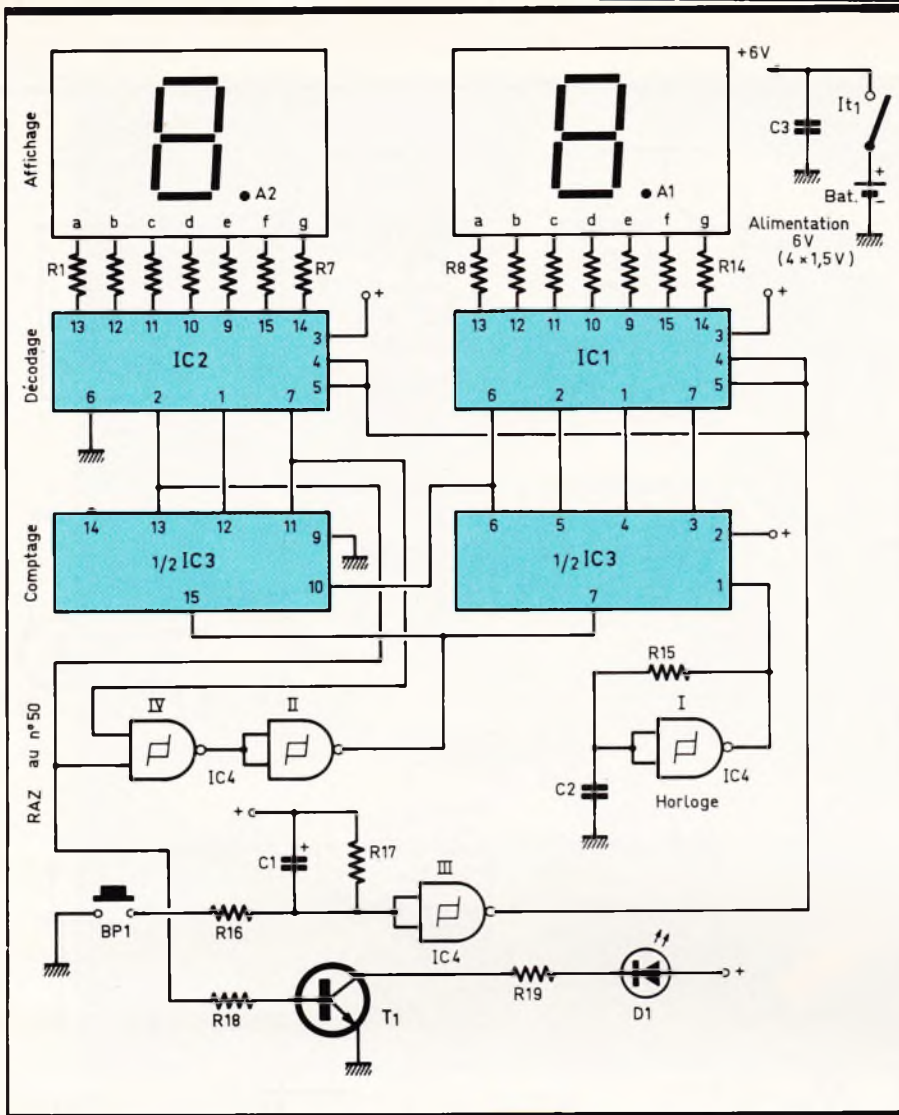 +6V
It1
C3
+
Bat.
-
Alimentation
6V
(4 x 1,5 V)
Affichage
A2
A1
a b c d e f g
a b c d e f g
R1
R7
R8
R14
+
+
Décodage
13 12 11 10 9 15 14
3
4
5
IC2
6 2 1 7
13 12 11 10 9 15 14
3
4
5
IC1
6 2 1 7
Comptage
14 13 12 11
9
1/2 IC3
10
15
6 5 4 3
2
+
1/2 IC3
1
7
RAZ au n°50
IV
II
IC4
R15
I
IC4
C2
Horloge
+
C1
+
R17
III
IC4
BP1
R16
R18
T1
R19
D1
+